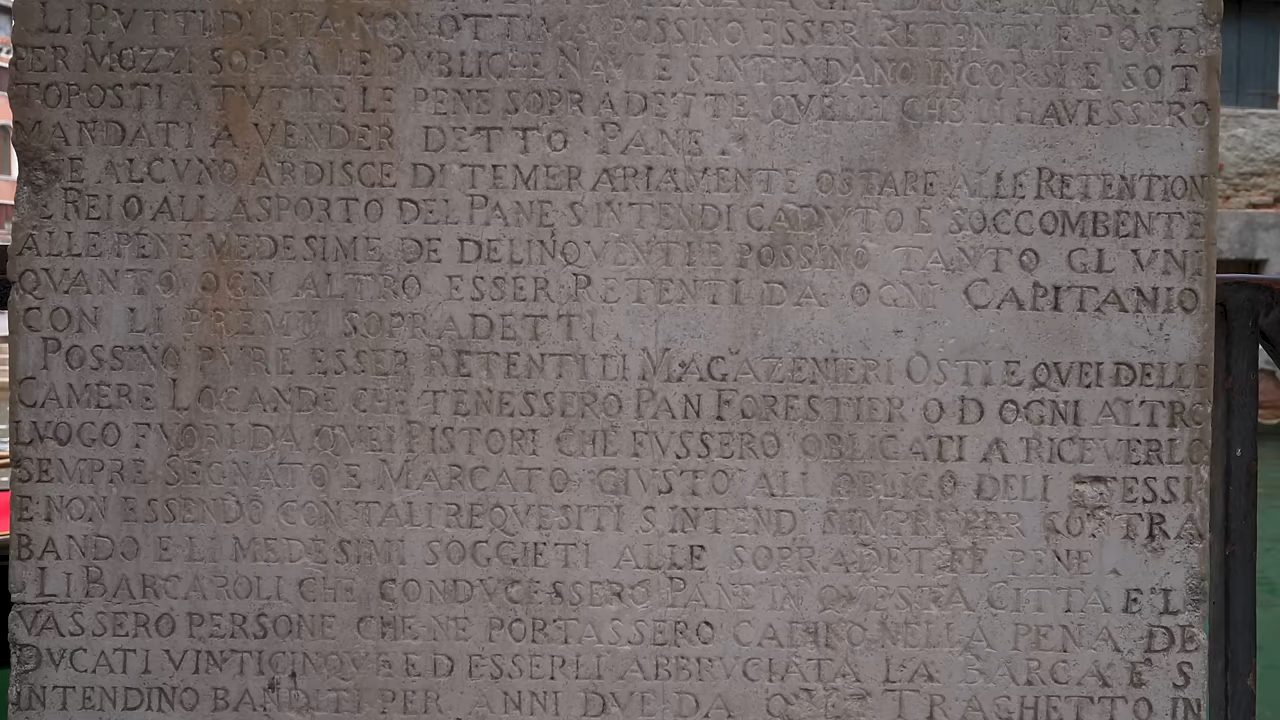 LI PVTTI DI ETA NON OTTIMA POSSINO ESSER RETENTI E POSTI
PER MOZZI SOPRA LE PVBLICHE NAVI E S INTENDANO INCORSI E SOT
TOPOSTI A TVTTE LE PENE SOPRADETTE QVELLI CHE LI HAVESSERO
MANDATI A VENDER DETTO PANE
E ALCVNO ARDISCE DI TEMERARIAMENTE OSTARE ALLE RETENTION
REI O ALL ASPORTO DEL PANE S INTENDI CADVTO E SOCCOMBENTE
ALLE PENE MEDESIME DE DELINQVENTI E POSSINO TANTO GL VNI
QVANTO OGN ALTRO ESSER RETENTI DA OGNI CAPITANIO
CON LI PREMII SOPRADETTI
POSSINO PVRE ESSER RETENTI LI MAGAZENIERI OSTI E QVEI DELLE
CAMERE LOCANDE CHE TENESSERO PAN FORESTIER O D OGNI ALTRO
LVOGO FVORI DA QVEI PISTORI CHE FVSSERO OBLIGATI A RICEVERLO
SEMPRE SEGNATO E MARCATO GIVSTO ALL OBLIGO DELI STESSI
E NON ESSENDO CON TALI REQVESITI S INTENDI SEMPRE PER CONTRA
BANDO E LI MEDESIMI SOGGIETI ALLE SOPRADETTE PENE
LI BARCAROLI CHE CONDVCESSERO PANE IN QVESTA CITTA E L
VASSERO PERSONE CHE NE PORTASSERO CADINO NELLA PENA DE
DVCATI VINTICINQVE ED ESSERLI ABBRVCIATA LA BARCA E S
INTENDINO BANDITI PER ANNI DVE DA QVEL TRAGHETTO IN